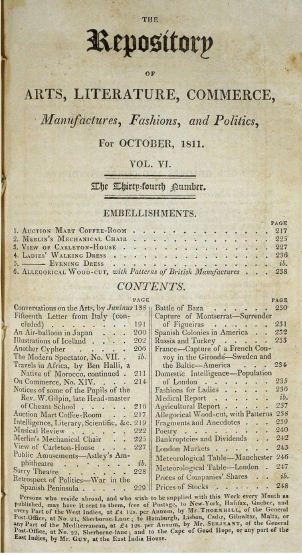 THE
Repository
OF
ARTS, LITERATURE, COMMERCE,
Manufactures, Fashions, and Politics,
For OCTOBER, 1811.
VOL. VI.
The Thirty-fourth Number.
EMBELLISHMENTS.
PAGE
1. Auction Mart Coffee-Room 217
2. Merlin's Mechanical Chair 225
3. View of Carleton-House 227
4. Ladies' Walking Dress 236
5. —— Evening Dress ib.
6. Allegorical Wood-cut, with Patterns of British Manufactures 238
CONTENTS.
PAGE
Conversations on the Arts, by Juninus 188
Fifteenth Letter from Italy (con-
cluded) 191
An Air-balloon in Japan 200
Illustrations of Iceland 202
Another Cypher 206
The Modern Spectator, No. VII. ib.
Travels in Africa, by Ben Halli, a
Native of Morocco, continued 211
On Commerce, No. XIV. 214
Notices of some of the Pupils of the
Rev. W. Gilpin, late Head-master
of Cheam School 216
Auction Mart Coffee-Room 217
Intelligence, Literary, Scientific, &c. 219
Musical Review 222
Merlin's Mechanical Chair 225
View of Carleton-House 227
Public Amusements—Astley's Am-
phitheatre ib.
Surry Theatre 228
Retrospect of Politics—War in the
Spanish Peninsula 229
PAGE
Battle of Baza 230
Capture of Montserrat—Surrender
of Figueras 231
Spanish Colonies in America 232
Russia and Turkey 233
France—Capture of a French Con-
voy in the Gironde—Sweden and
the Baltic—America 234
Domestic Intelligence—Population
of London 235
Fashions for Ladies 236
Medical Report ib.
Agricultural Report 237
Allegorical Wood-cut, with Patterns 238
Fragments and Anecdotes 239
Poetry 240
Bankruptcies and Dividends 242
London Markets 245
Meteorological Table—Manchester 246
Meteorological Table—London 247
Prices of Companies' Shares ib.
Prices of Stocks 248
Persons who reside abroad, and who wish to be supplied with this Work every Month as
published, may have it sent to them, free of Postage, to New-York, Halifax, Quebec, and
every Part of the West Indies, at £4 12s. per Annum, by Mr. Thornhill, of the General
Post-Office, at No. 21, Sherborne-Lane; to Hamburgh, Lisbon, Cadiz, Gibraltar, Malta, or
any Part of the Mediterranean, at £4 12s. per Annum, by Mr. Serjeant, of the General
Post-Office, at No. 22, Sherborne-lane; and to the Cape of Good Hope, or any part of the
East Indies, by Mr. Guy, at the East India House.